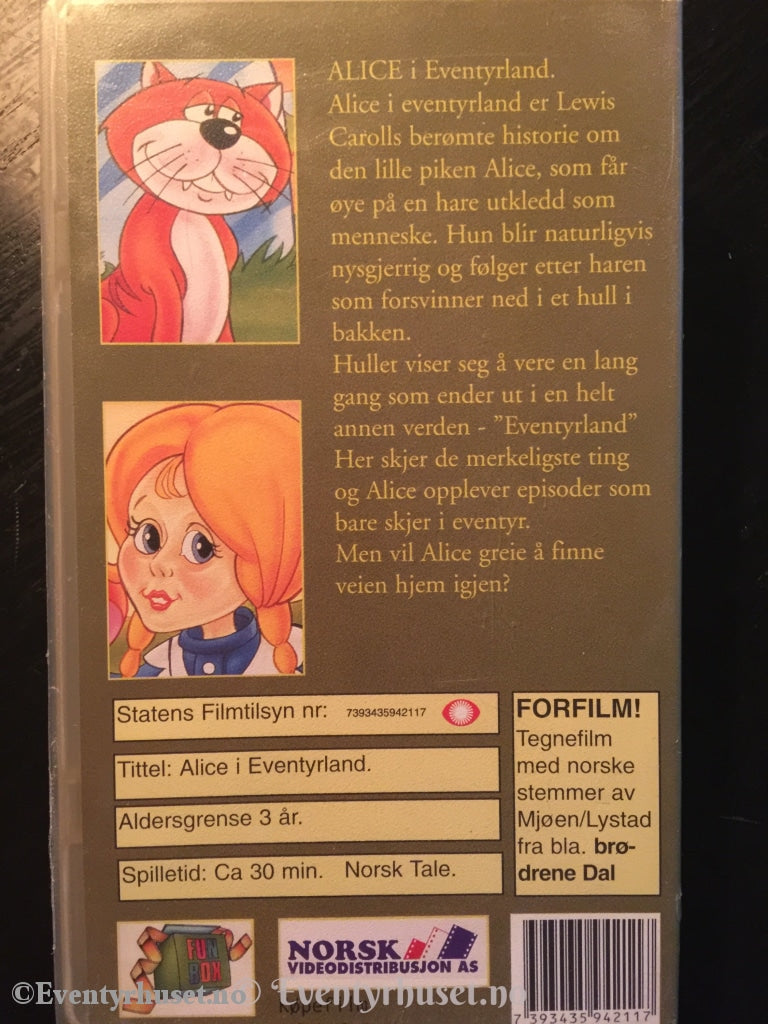 ALICE i Eventyrland.
Alice i eventyrland er Lewis
Carolls berømte historie om
den lille piken Alice, som får
øye på en hare utkledd som
menneske. Hun blir naturligvis
nysgjerrig og følger etter haren
som forsvinner ned i et hull i
bakken.
Hullet viser seg å vere en lang
gang som ender ut i en helt
annen verden - "Eventyrland"
Her skjer de merkeligste ting
og Alice opplever episoder som
bare skjer i eventyr.
Men vil Alice greie å finne
veien hjem igjen?
Statens Filmtilsyn nr: 7393435942117
Tittel: Alice i Eventyrland.
Aldersgrense 3 år.
Spilletid: Ca 30 min. Norsk Tale.
FORFILM!
Tegnefilm
med norske
stemmer av
Mjøen/Lystad
fra bla. brø-
drene Dal
FUN
BOX
NORSK
VIDEODISTRIBUSJON AS
7 393435 942117
©Eventyrhuset.no
Eventyrhuset.no